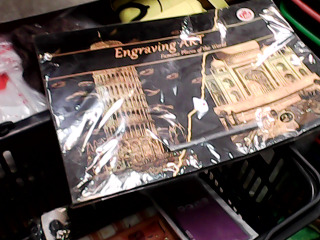 Engraving Art
Famous Places of the World